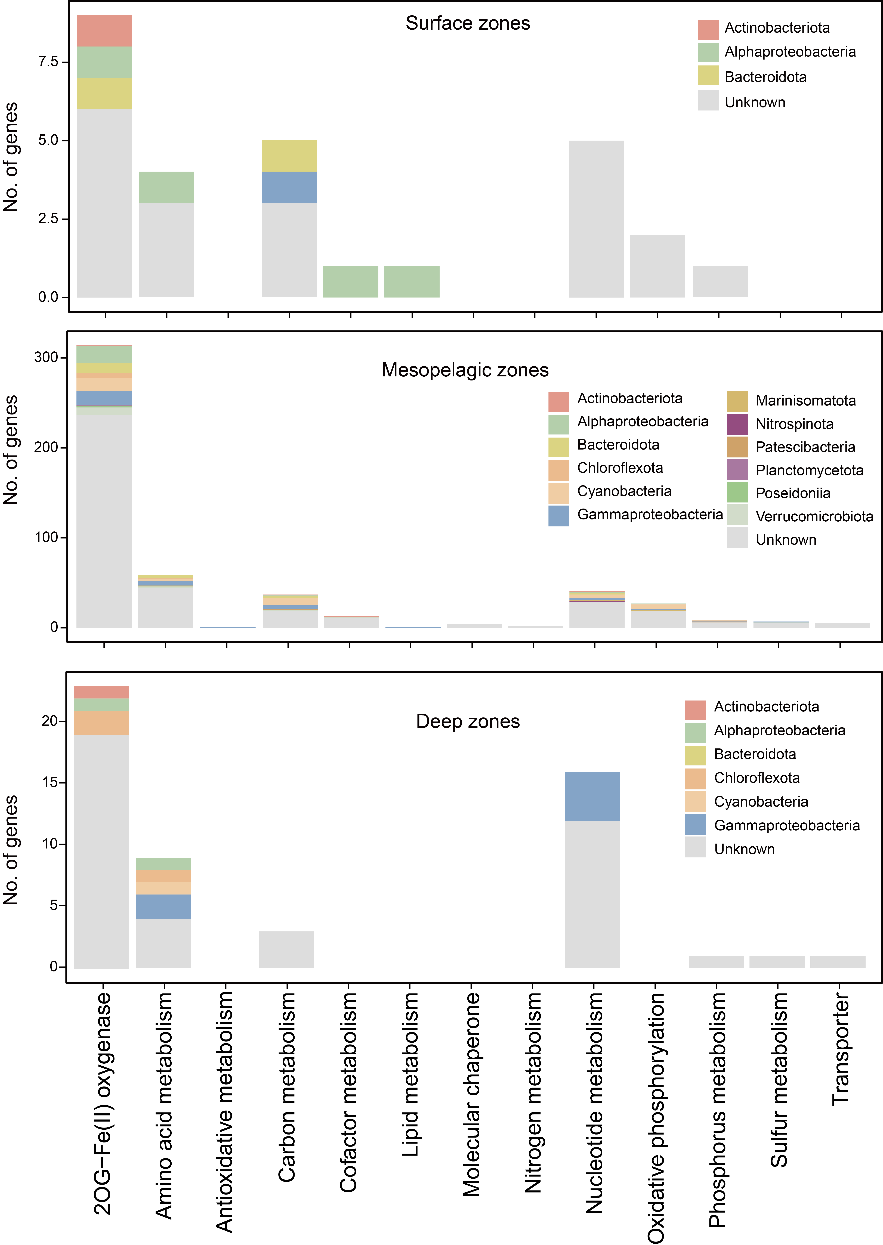 Surface zones
No. of genes
7.5
5.0
2.5
0.0
Actinobacteriota
Alphaproteobacteria
Bacteroidota
Unknown
Mesopelagic zones
No. of genes
300
200
100
0
Actinobacteriota
Alphaproteobacteria
Bacteroidota
Chloroflexota
Cyanobacteria
Gammaproteobacteria
Marinisomatota
Nitrospinota
Patescibacteria
Planctomycetota
Poseidoniia
Verrucomicrobiota
Unknown
Deep zones
No. of genes
20
15
10
5
0
Actinobacteriota
Alphaproteobacteria
Bacteroidota
Chloroflexota
Cyanobacteria
Gammaproteobacteria
Unknown
2OG−Fe(II) oxygenase
Amino acid metabolism
Antioxidative metabolism
Carbon metabolism
Cofactor metabolism
Lipid metabolism
Molecular chaperone
Nitrogen metabolism
Nucleotide metabolism
Oxidative phosphorylation
Phosphorus metabolism
Sulfur metabolism
Transporter